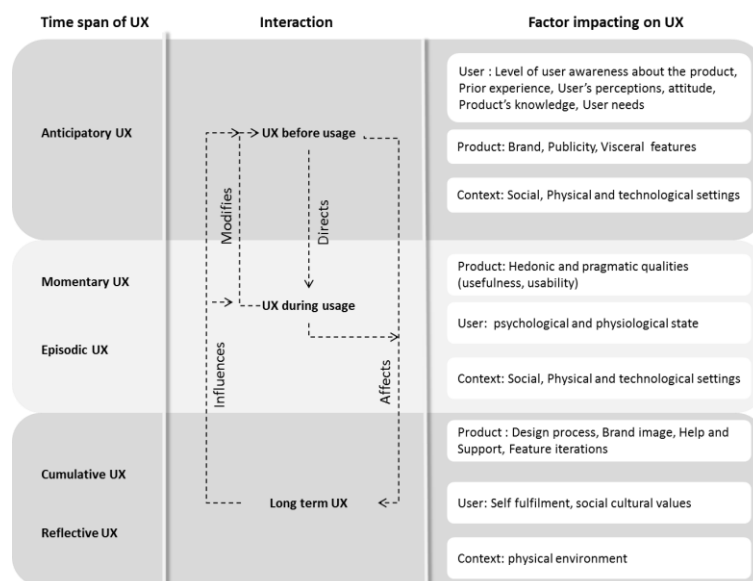 Time span of UX
Interaction
Factor impacting on UX
Anticipatory UX
UX before usage
Modifies
Directs
User : Level of user awareness about the product,
Prior experience, User's perceptions, attitude,
Product's knowledge, User needs
Product: Brand, Publicity, Visceral features
Context: Social, Physical and technological settings
Momentary UX
Episodic UX
UX during usage
Influences
Affects
Product: Hedonic and pragmatic qualities
(usefulness, usability)
User: psychological and physiological state
Context: Social, Physical and technological settings
Cumulative UX
Reflective UX
Long term UX
Product : Design process, Brand image, Help and
Support, Feature iterations
User: Self fulfilment, social cultural values
Context: physical environment